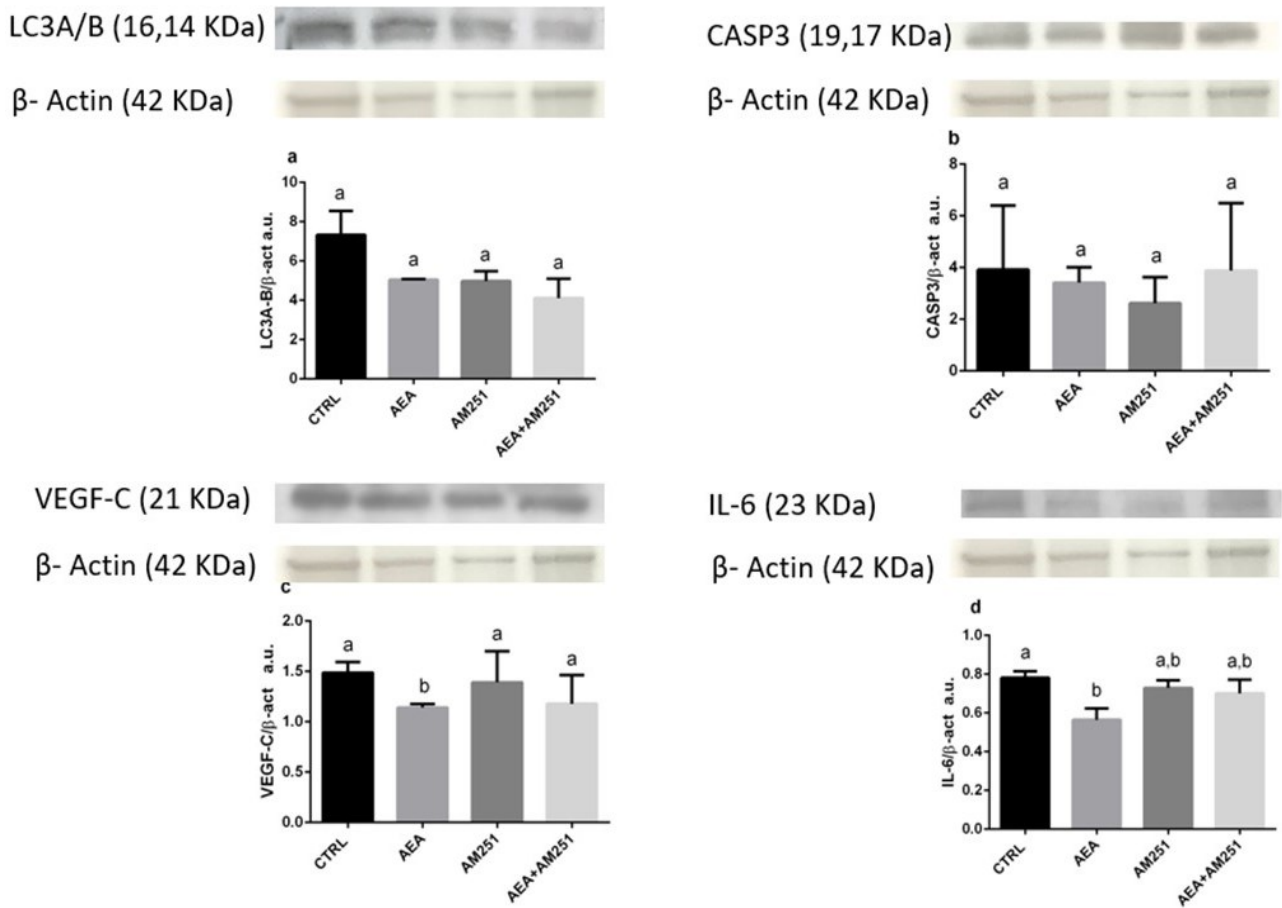 LC3A/B (16,14 KDa)
β- Actin (42 KDa)
a
LC3A-B/β-act a.u.
10
8
6
4
2
0
a
a
a
a
CTRL
AEA
AM251
AEA+AM251
CASP3 (19,17 KDa)
β- Actin (42 KDa)
b
CASP3/β-act a.u.
8
6
4
2
0
a
a
a
a
CTRL
AEA
AM251
AEA+AM251
VEGF-C (21 KDa)
β- Actin (42 KDa)
c
VEGF-C/β-act a.u.
2.0
1.5
1.0
0.5
0.0
a
b
a
a
CTRL
AEA
AM251
AEA+AM251
IL-6 (23 KDa)
β- Actin (42 KDa)
d
IL-6/β-act a.u.
1.0
0.8
0.6
0.4
0.2
0.0
a
b
a,b
a,b
CTRL
AEA
AM251
AEA+AM251